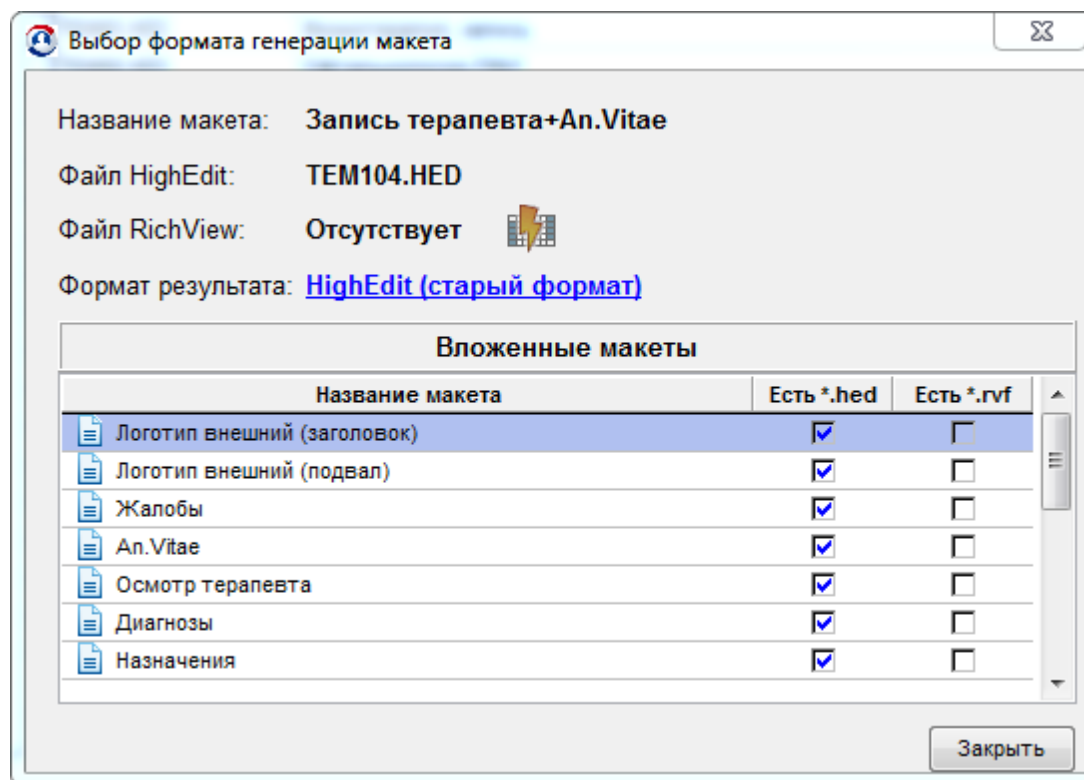 Выбор формата генерации макета
Название макета: Запись терапевта+An.Vitae
Файл HighEdit: TEM104.HED
Файл RichView: Отсутствует
Формат результата: HighEdit (старый формат)
Вложенные макеты
Название макета Есть *.hed Есть *.rvf
Логотип внешний (заголовок)
Логотип внешний (подвал)
Жалобы
An.Vitae
Осмотр терапевта
Диагнозы
Назначения
Закрыть